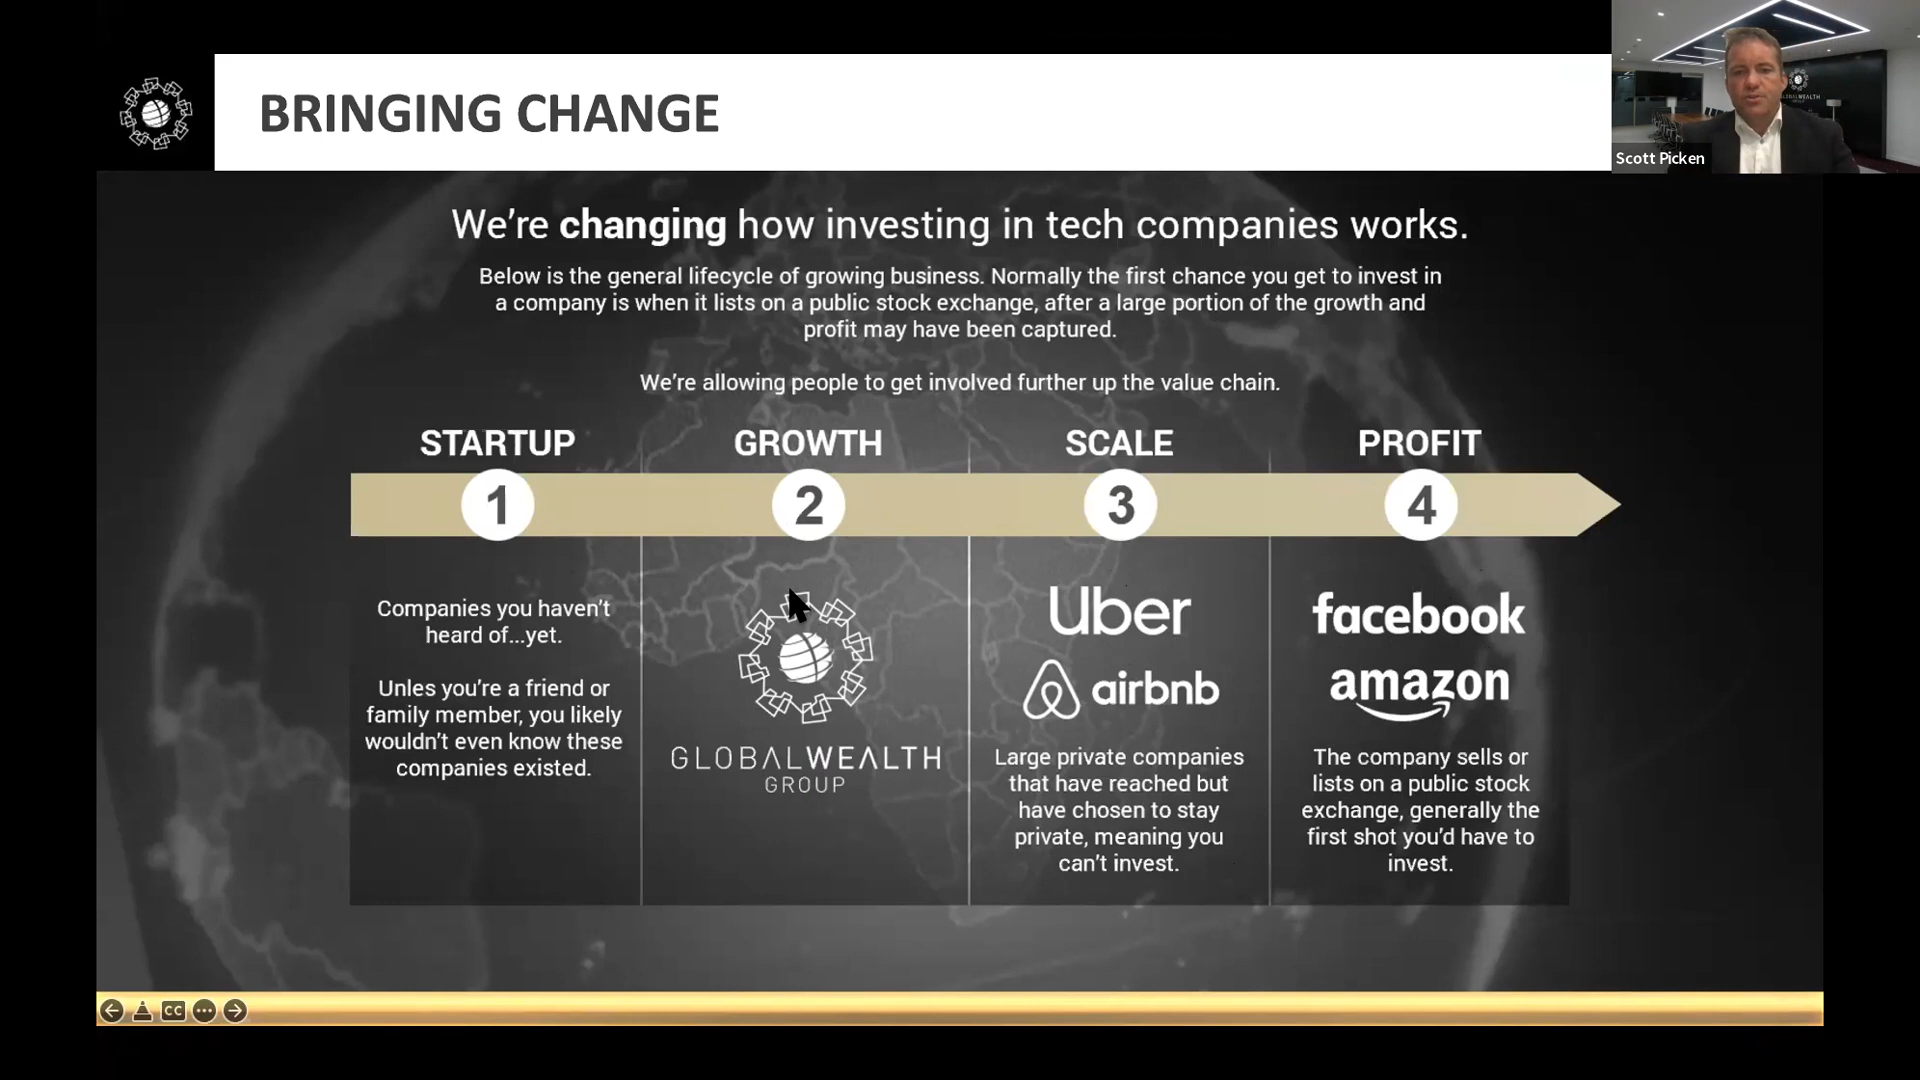 BRINGING CHANGE
Scott Picken
GLOBALWEALTH
We're changing how investing in tech companies works.
Below is the general lifecycle of growing business. Normally the first chance you get to invest in
a company is when it lists on a public stock exchange, after a large portion of the growth and
profit may have been captured.
We're allowing people to get involved further up the value chain.
STARTUP
GROWTH
SCALE
PROFIT
1
2
3
4
Companies you haven't
heard of...yet.
Unles you're a friend or
family member, you likely
wouldn't even know these
companies existed.
GLOBALWEALTH
GROUP
Uber
airbnb
Large private companies
that have reached but
have chosen to stay
private, meaning you
can't invest.
facebook
amazon
The company sells or
lists on a public stock
exchange, generally the
first shot you'd have to
invest.
CC